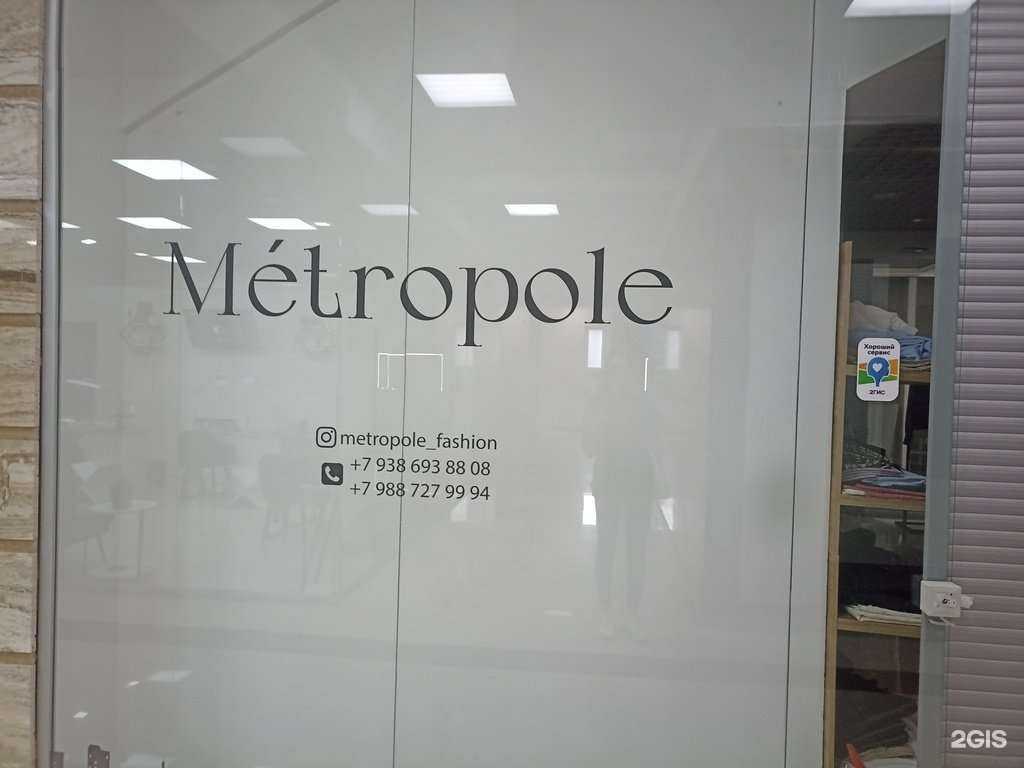 Métropole
metropole_fashion
+7 938 693 88 08
+7 988 727 99 94
Хороший
сервис
2ГИС
2GIS